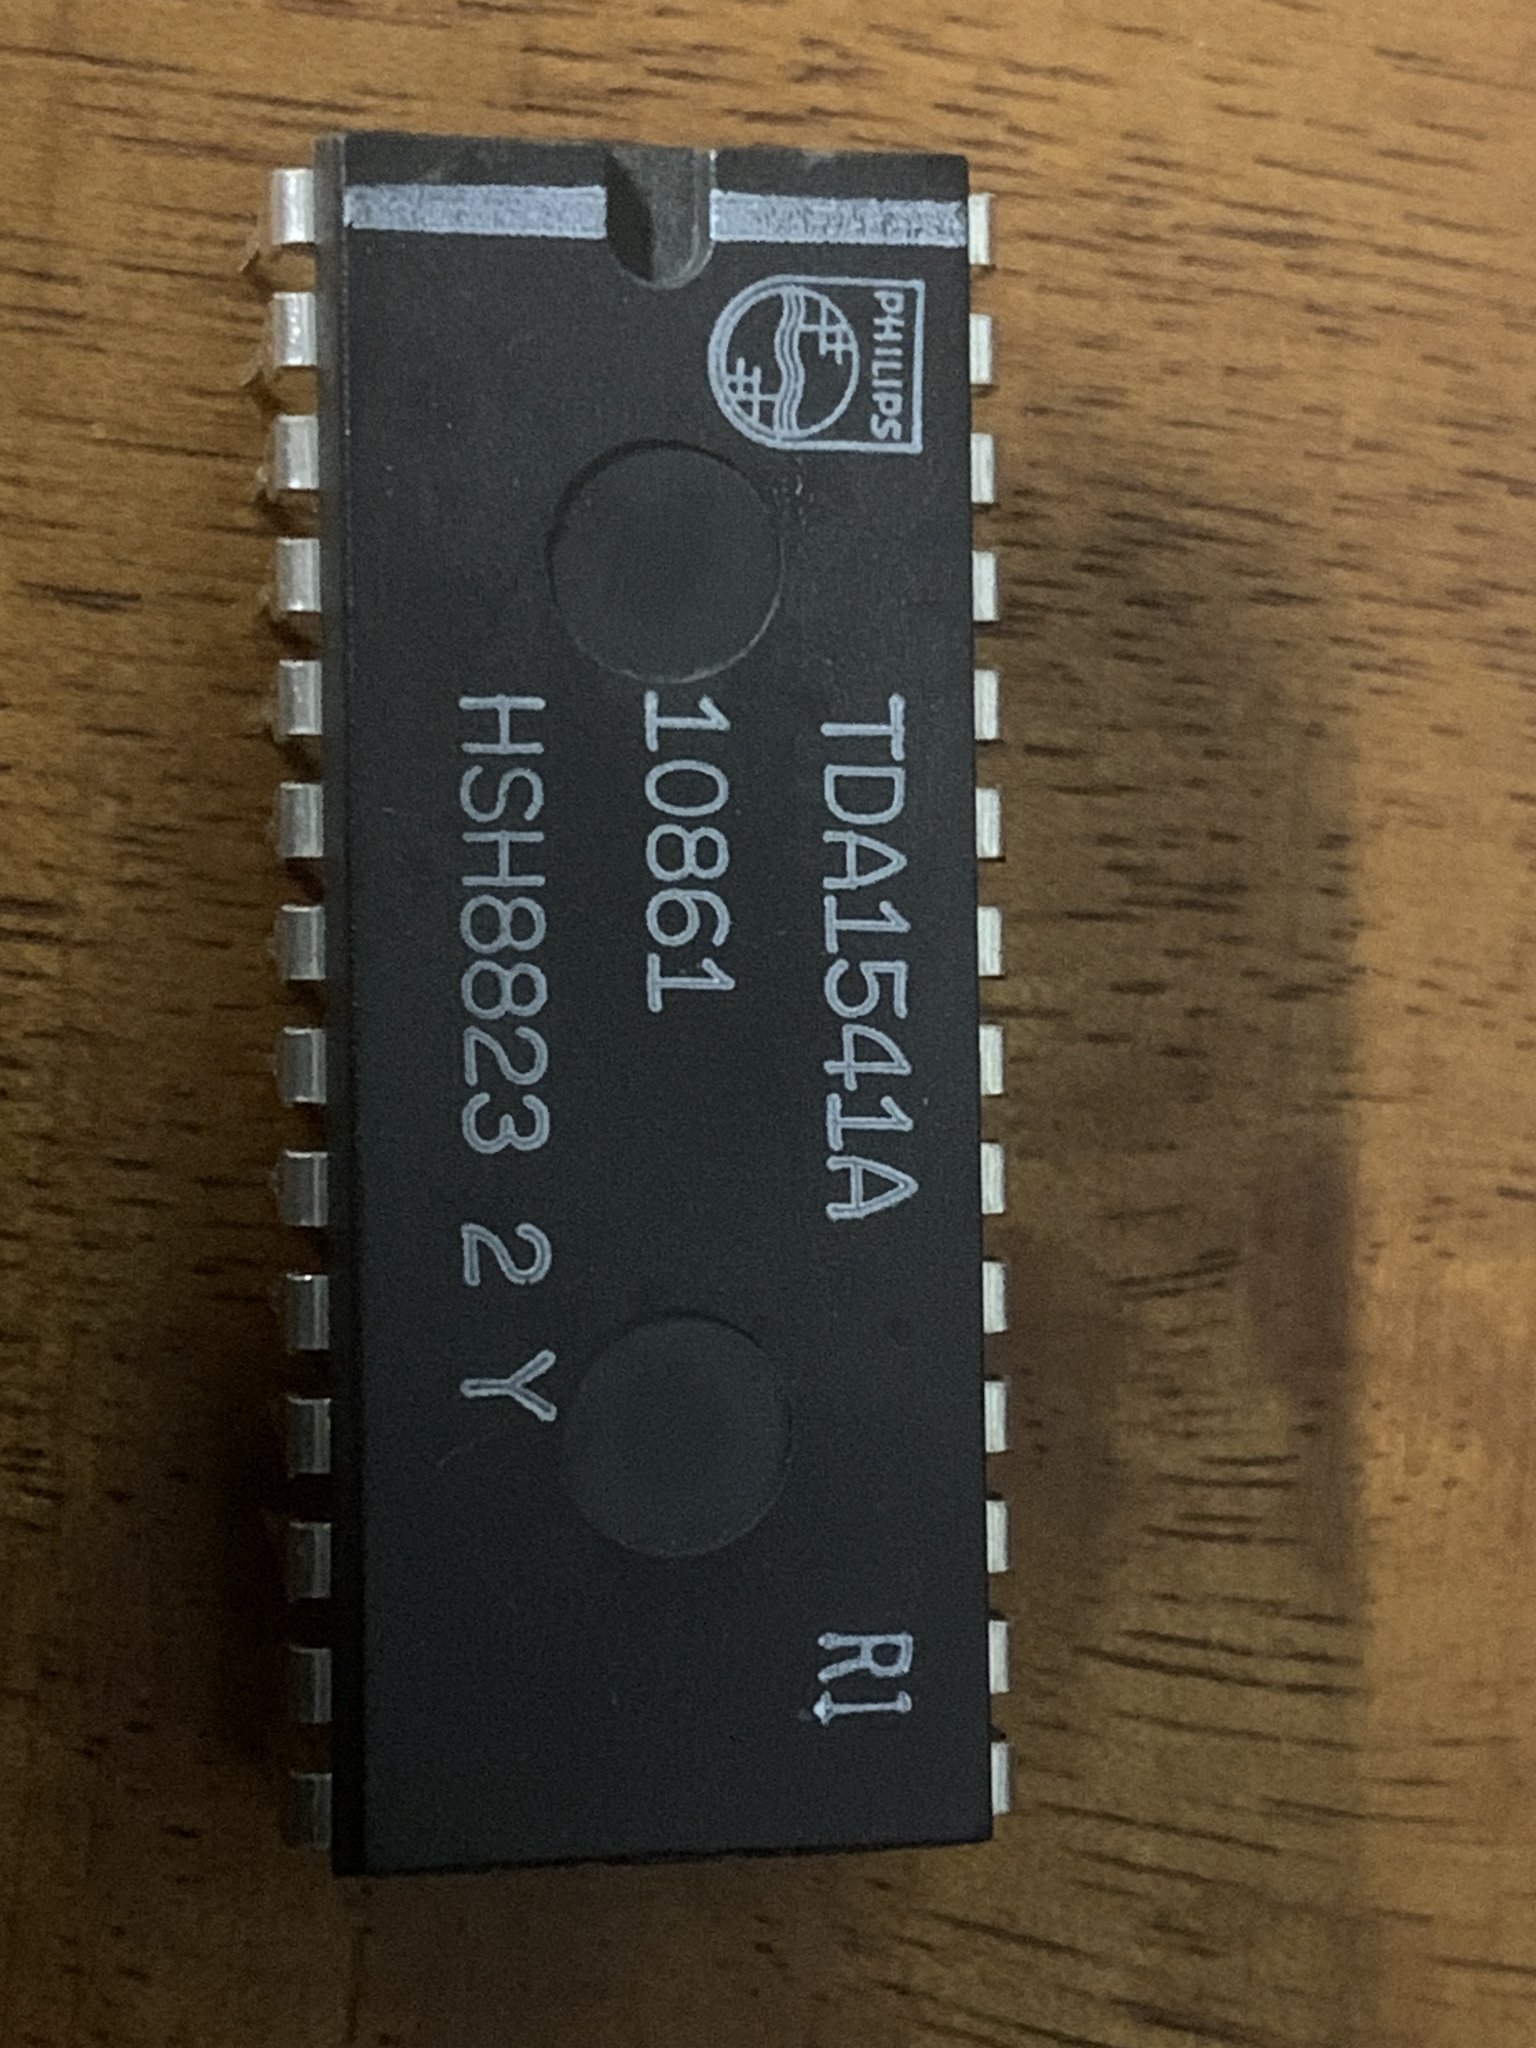 PHILIPS
TDA1541A R1
10861
HSH8823 2 Y